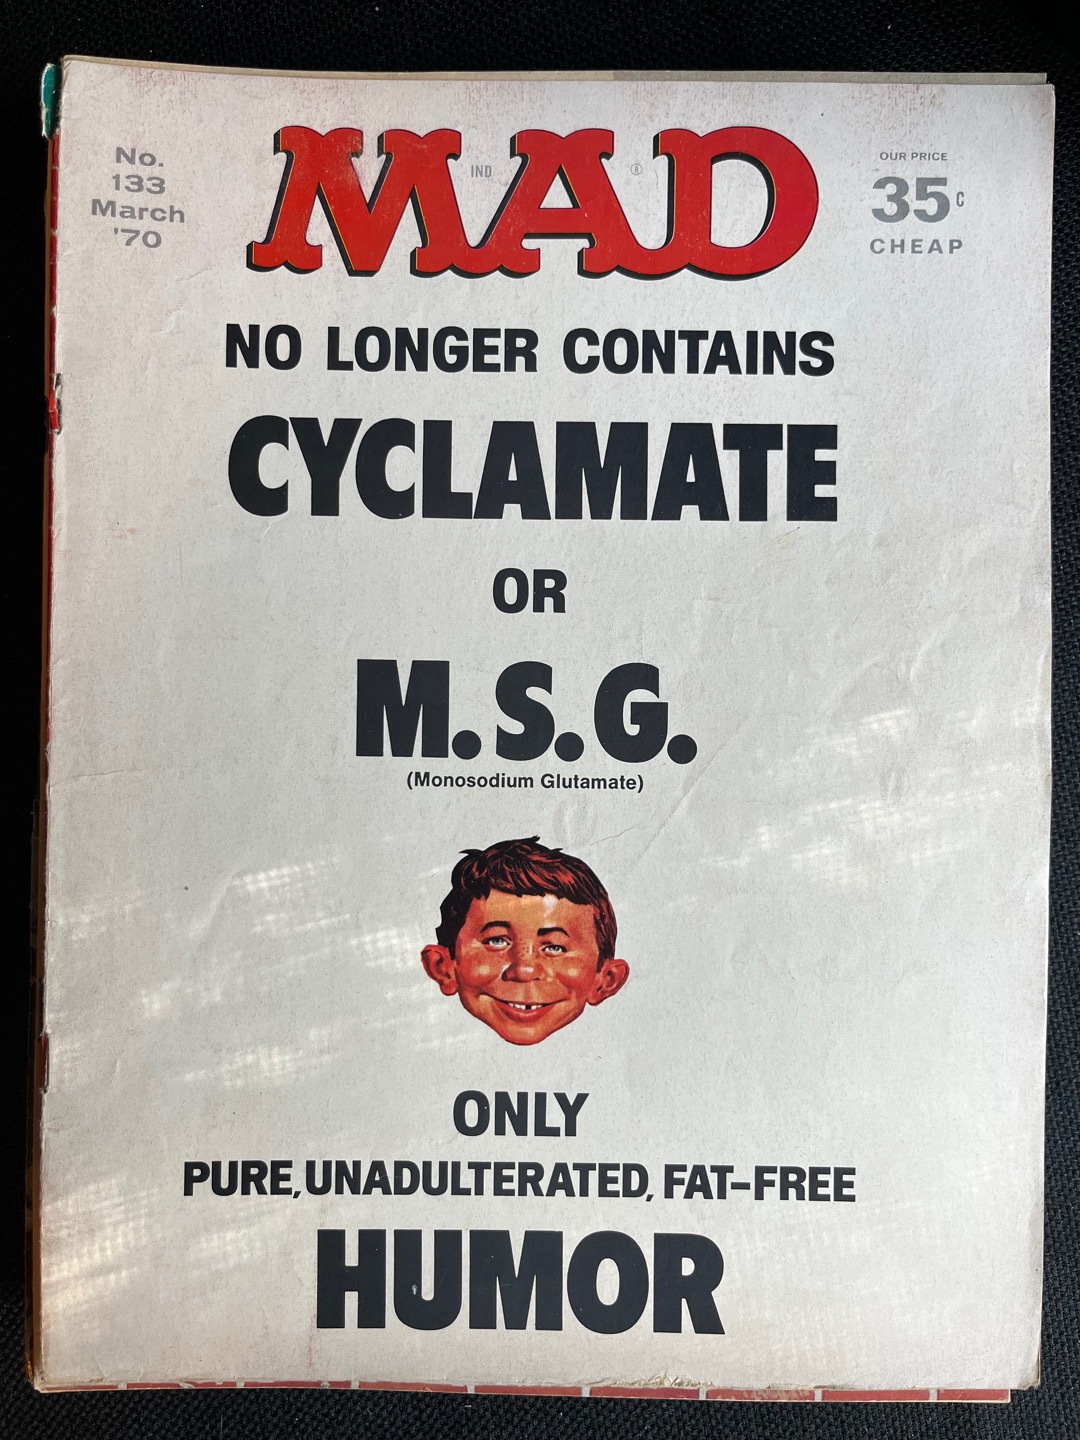 No.
133
March
'70
MAD
IND
®
OUR PRICE
35c
CHEAP
NO LONGER CONTAINS
CYCLAMATE
OR
M.S.G.
(Monosodium Glutamate)
ONLY
PURE, UNADULTERATED, FAT-FREE
HUMOR